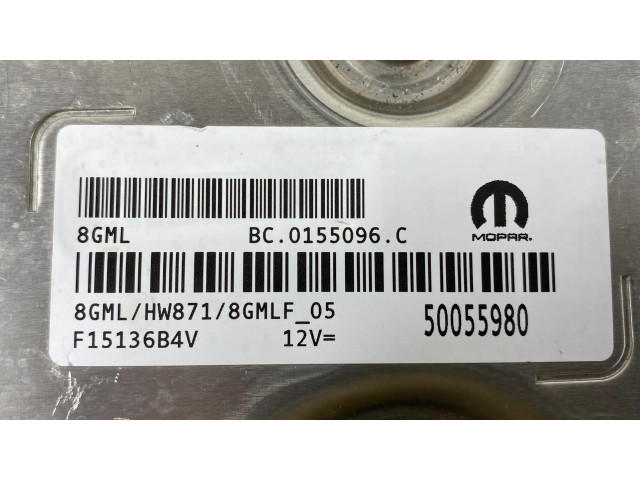 8GML BC.0155096.C
MOPAR.
8GML/HW871/8GMLF_05
50055980
F15136B4V 12V=